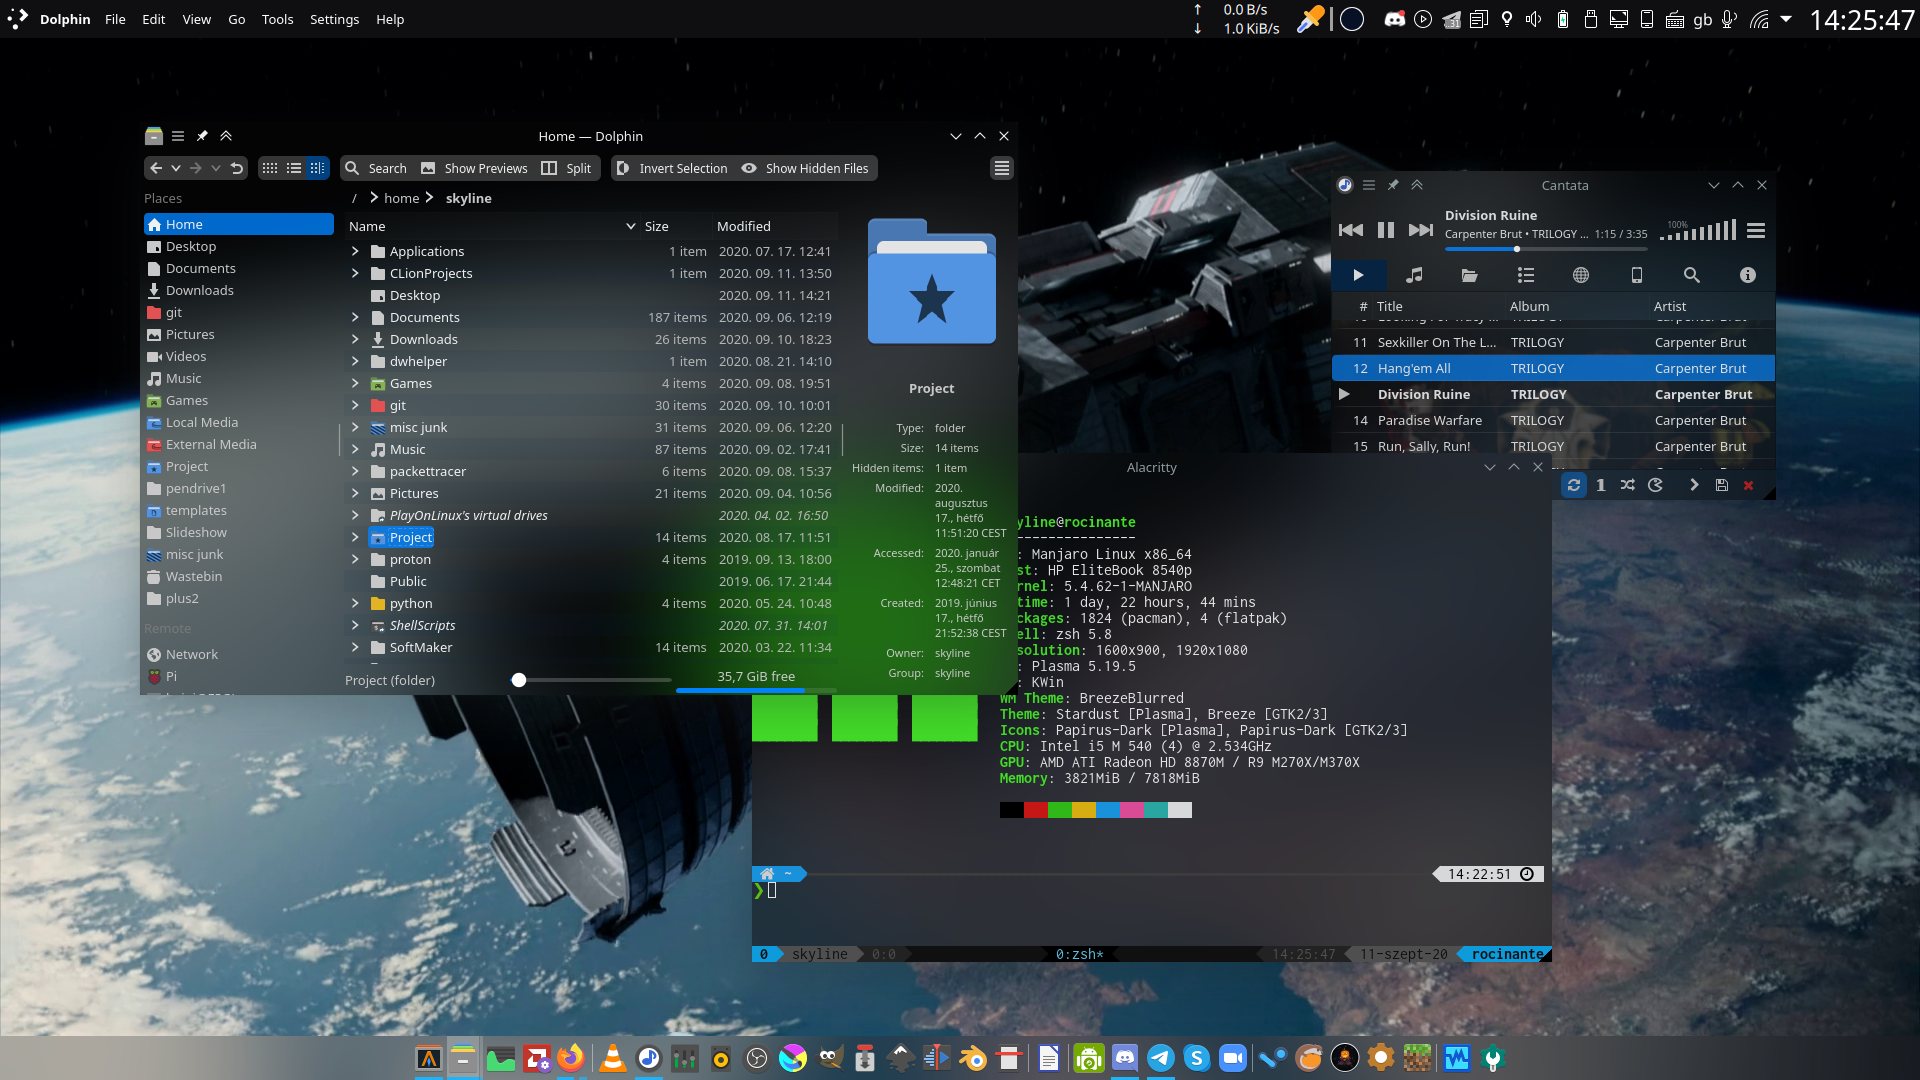 Dolphin File Edit View Go Tools Settings Help
↑ 0.0 B/s
↓ 1.0 KiB/s
31
gb
14:25:47
Home — Dolphin
Search Show Previews Split Invert Selection Show Hidden Files
Places
Home
Desktop
Documents
Downloads
git
Pictures
Videos
Music
Games
Local Media
External Media
Project
pendrive1
templates
Slideshow
misc junk
Wastebin
plus2
Remote
Network
Pi
/ > home > skyline
Name Size Modified
Applications 1 item 2020. 07. 17. 12:41
CLionProjects 1 item 2020. 09. 11. 13:50
Desktop 2020. 09. 11. 14:21
Documents 187 items 2020. 09. 06. 12:19
Downloads 26 items 2020. 09. 10. 18:23
dwhelper 1 item 2020. 08. 21. 14:10
Games 4 items 2020. 09. 08. 19:51
git 30 items 2020. 09. 10. 10:01
misc junk 31 items 2020. 09. 06. 12:20
Music 87 items 2020. 09. 02. 17:41
packettracer 6 items 2020. 09. 08. 15:37
Pictures 21 items 2020. 09. 04. 10:56
PlayOnLinux's virtual drives 2020. 04. 02. 16:50
Project 14 items 2020. 08. 17. 11:51
proton 4 items 2019. 09. 13. 18:00
Public 2019. 06. 17. 21:44
python 4 items 2020. 05. 24. 10:48
ShellScripts 2020. 07. 31. 14:01
SoftMaker 14 items 2020. 03. 22. 11:34
Project (folder) 35,7 GiB free
Project
Type: folder
Size: 14 items
Hidden items: 1 item
Modified: 2020.
augusztus
17., hétfő
11:51:20 CEST
Accessed: 2020. január
25., szombat
12:48:21 CET
Created: 2019. június
17., hétfő
21:52:38 CEST
Owner: skyline
Group: skyline
Cantata
Division Ruine
Carpenter Brut • TRILOGY ... 1:15 / 3:35
100%
# Title Album Artist
11 Sexkiller On The L... TRILOGY Carpenter Brut
12 Hang'em All TRILOGY Carpenter Brut
Division Ruine TRILOGY Carpenter Brut
14 Paradise Warfare TRILOGY Carpenter Brut
15 Run, Sally, Run! TRILOGY Carpenter Brut
1
Alacritty
yline@rocinante
---------------
: Manjaro Linux x86_64
st: HP EliteBook 8540p
rnel: 5.4.62-1-MANJARO
time: 1 day, 22 hours, 44 mins
ckages: 1824 (pacman), 4 (flatpak)
ell: zsh 5.8
solution: 1600x900, 1920x1080
: Plasma 5.19.5
: KWin
WM Theme: BreezeBlurred
Theme: Stardust [Plasma], Breeze [GTK2/3]
Icons: Papirus-Dark [Plasma], Papirus-Dark [GTK2/3]
CPU: Intel i5 M 540 (4) @ 2.534GHz
GPU: AMD ATI Radeon HD 8870M / R9 M270X/M370X
Memory: 3821MiB / 7818MiB
~ 14:22:51
❯
0 skyline 0:0 0:zsh* 14:25:47 11-szept-20 rocinante